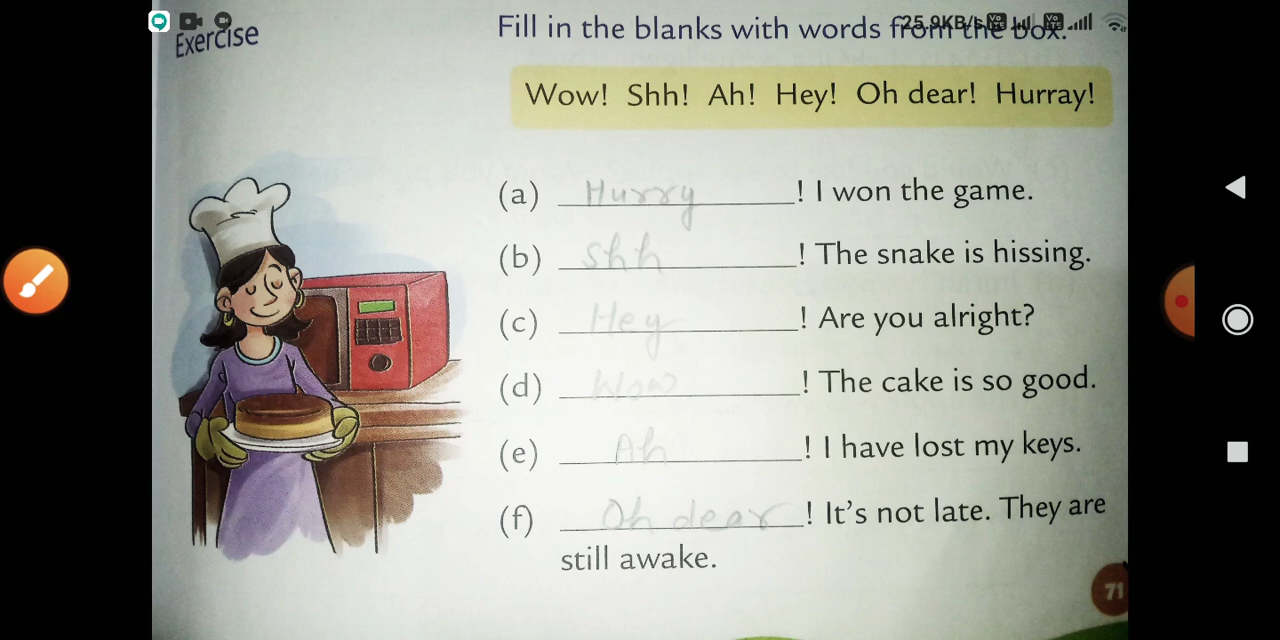 25.9KB/s
Exercise
Fill in the blanks with words from the box.
Wow! Shh! Ah! Hey! Oh dear! Hurray!
(a) Hurry ! I won the game.
(b) shh ! The snake is hissing.
(c) Hey ! Are you alright?
(d) Wow ! The cake is so good.
(e) Ah ! I have lost my keys.
(f) Oh dear ! It's not late. They are
still awake.
71